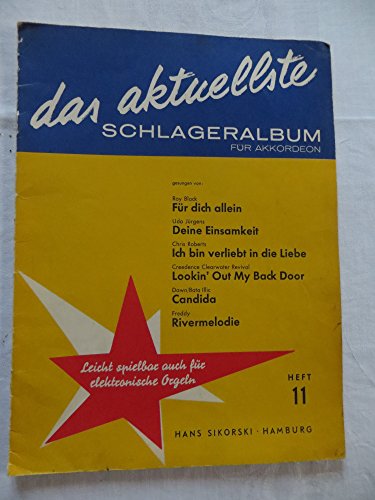 das aktuellste
SCHLAGERALBUM
FÜR AKKORDEON
gesungen von:
Roy Black
Für dich allein
Udo Jürgens
Deine Einsamkeit
Chris Roberts
Ich bin verliebt in die Liebe
Creedence Clearwater Revival
Lookin' Out My Back Door
Dawn/Bata Illic
Candida
Freddy
Rivermelodie
Leicht spielbar auch für
elektronische Orgeln
HEFT
11
HANS SIKORSKI · HAMBURG